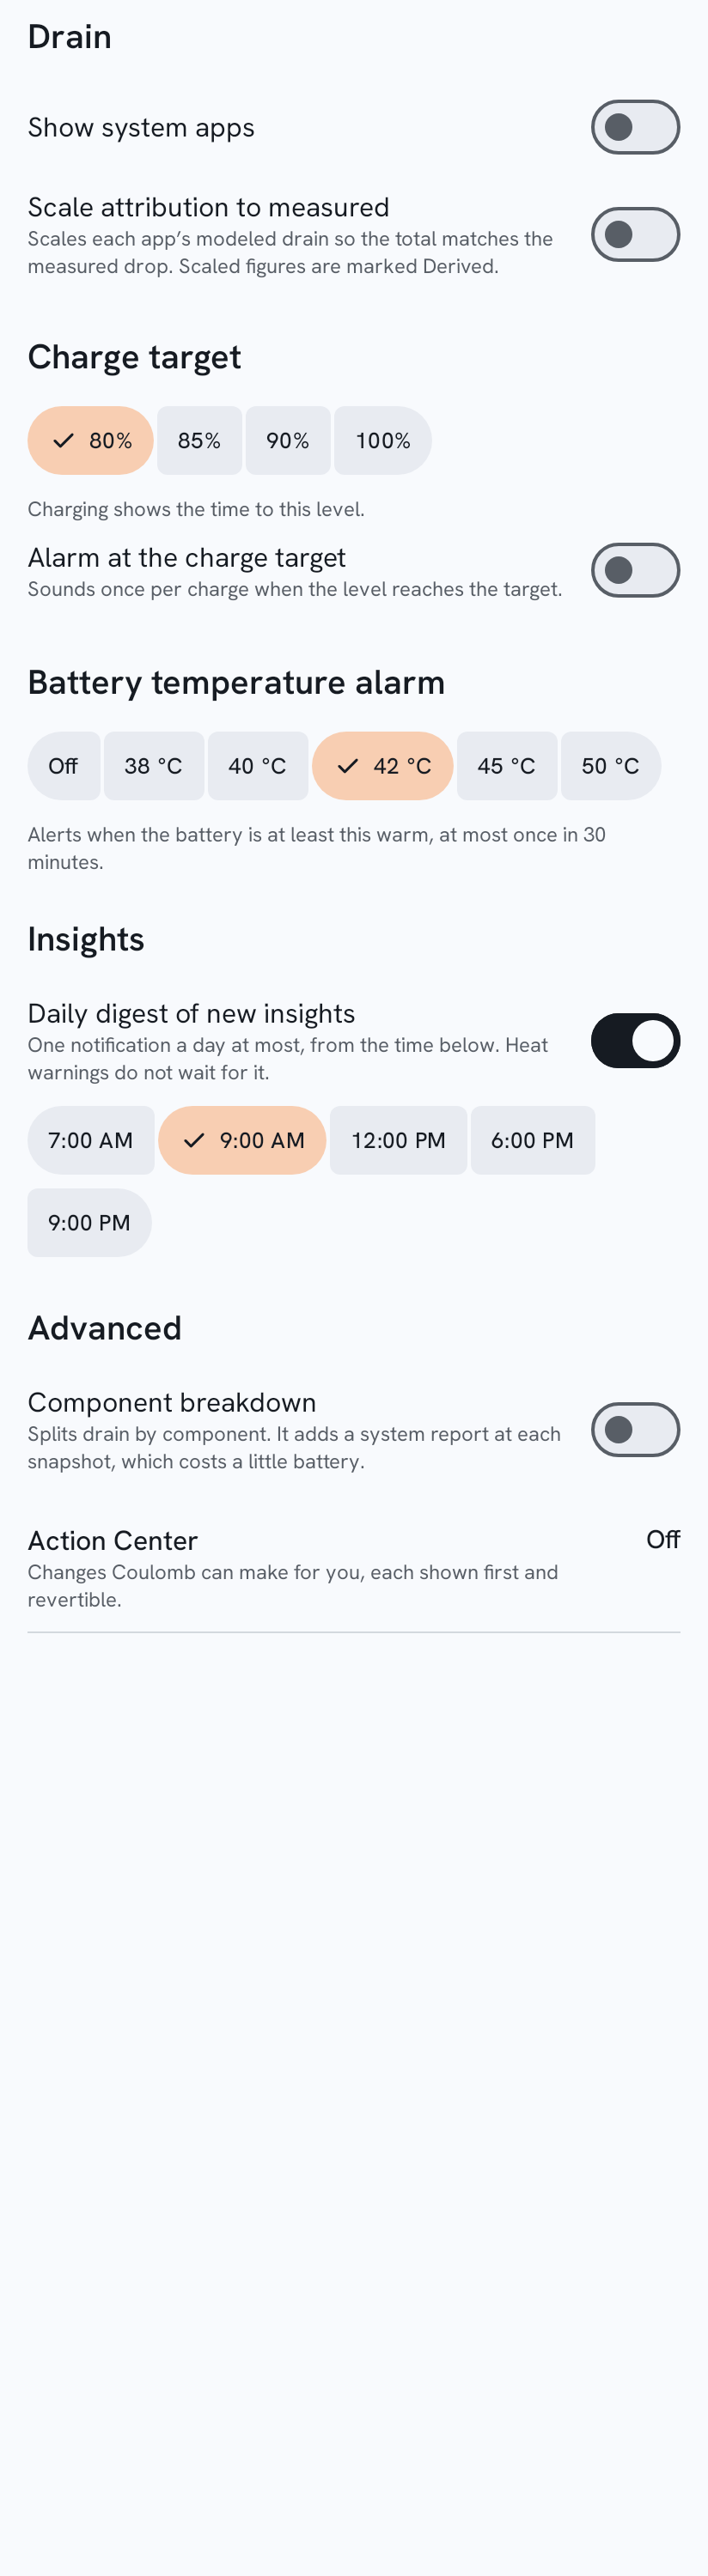 Drain
Show system apps
Scale attribution to measured
Scales each app’s modeled drain so the total matches the
measured drop. Scaled figures are marked Derived.
Charge target
80%
85%
90%
100%
Charging shows the time to this level.
Alarm at the charge target
Sounds once per charge when the level reaches the target.
Battery temperature alarm
Off
38 °C
40 °C
42 °C
45 °C
50 °C
Alerts when the battery is at least this warm, at most once in 30
minutes.
Insights
Daily digest of new insights
One notification a day at most, from the time below. Heat
warnings do not wait for it.
7:00 AM
9:00 AM
12:00 PM
6:00 PM
9:00 PM
Advanced
Component breakdown
Splits drain by component. It adds a system report at each
snapshot, which costs a little battery.
Action Center
Off
Changes Coulomb can make for you, each shown first and
revertible.